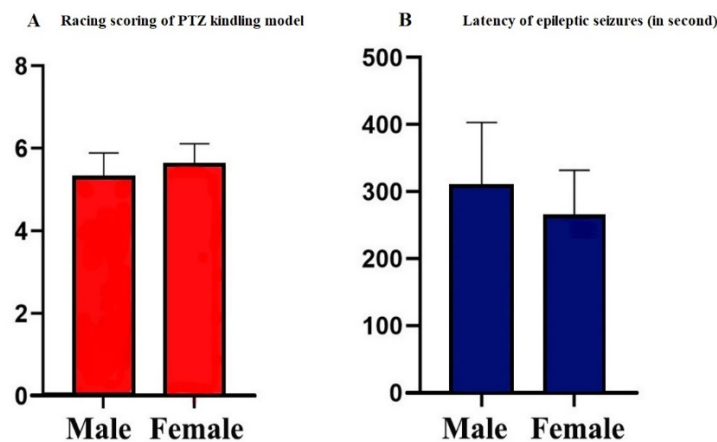 A Racing scoring of PTZ kindling model
8
6
4
2
0
Male Female
B Latency of epileptic seizures (in second)
500
400
300
200
100
0
Male Female